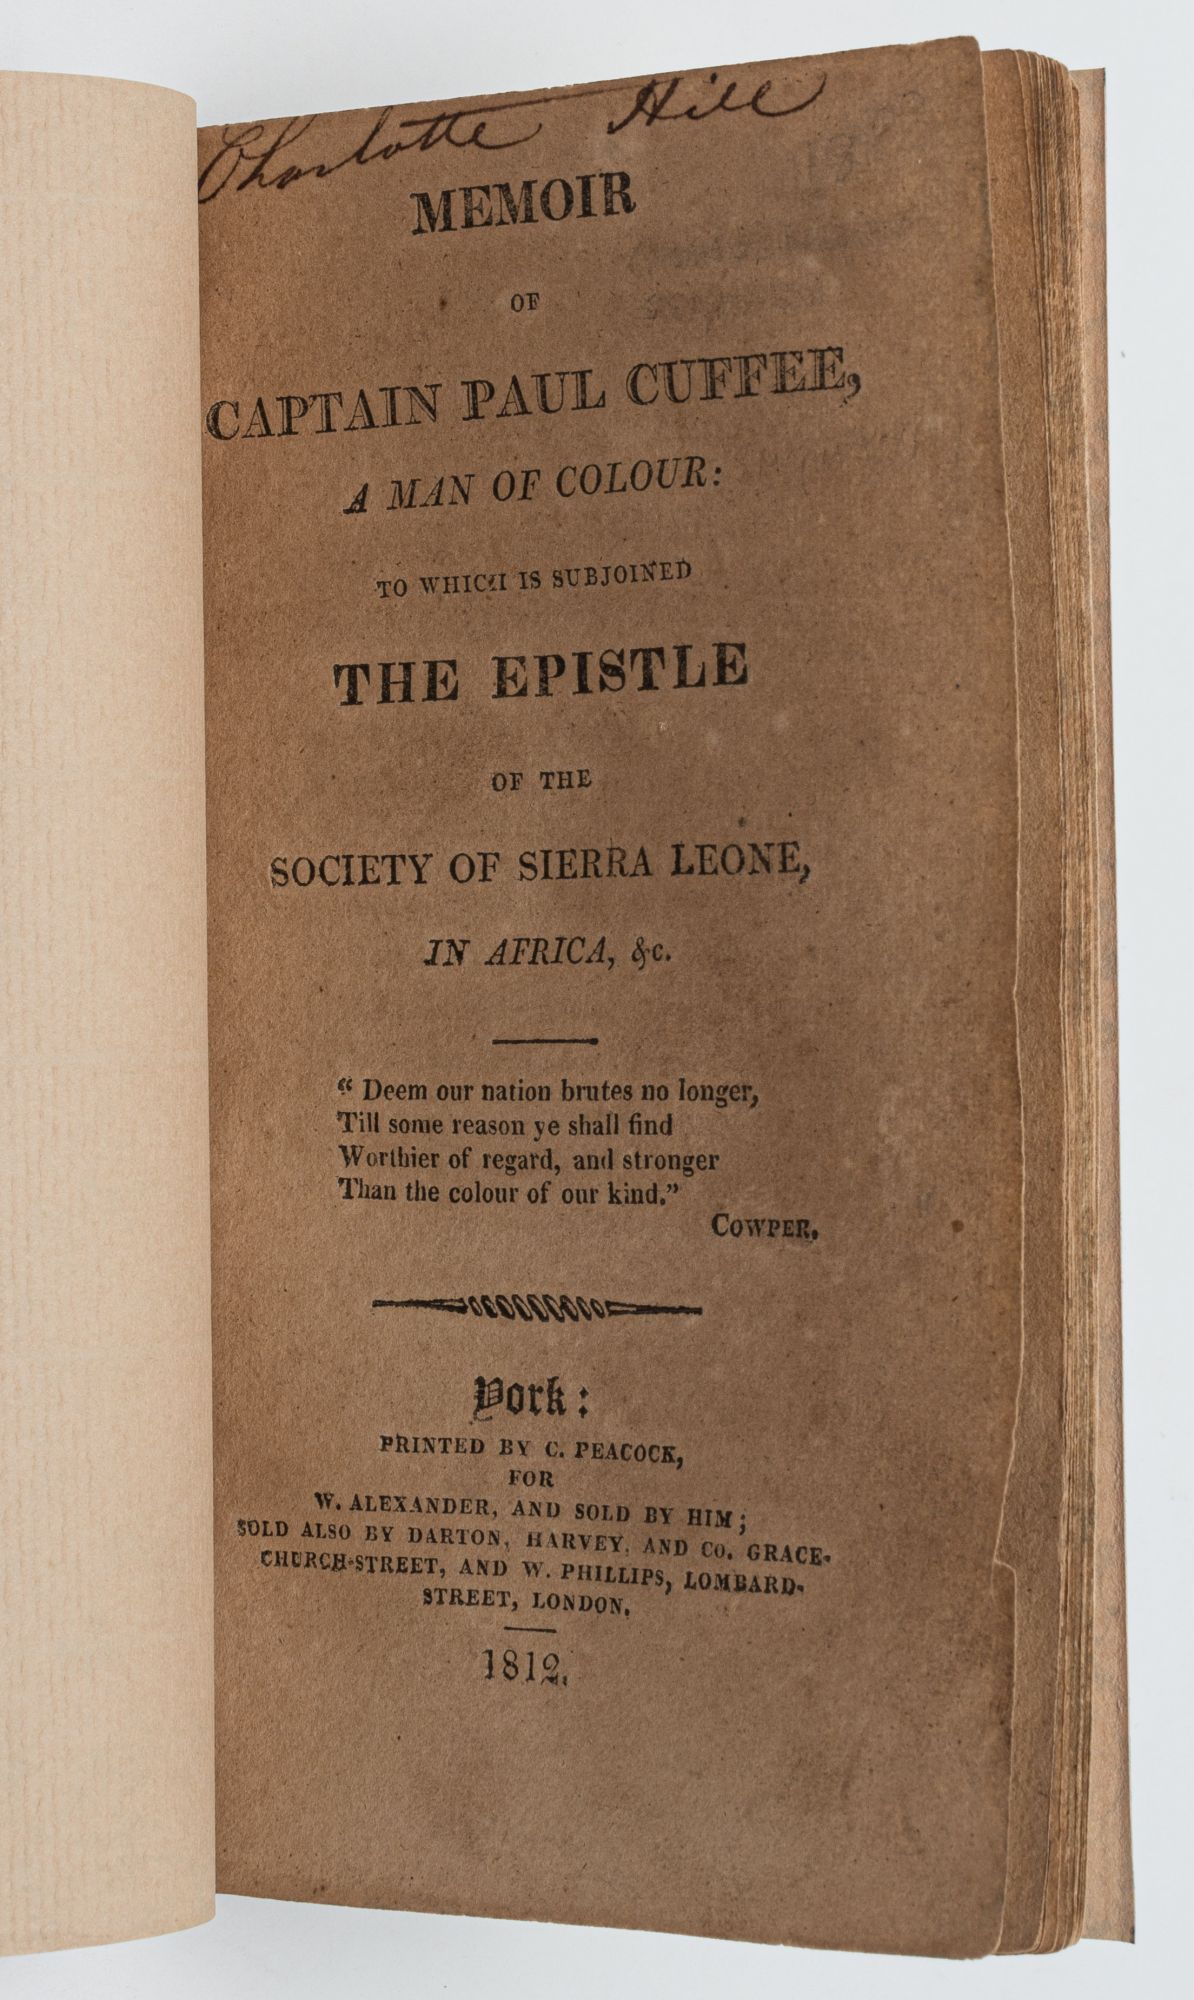 Charlotte Hill
MEMOIR
OF
CAPTAIN PAUL CUFFEE,
A MAN OF COLOUR:
TO WHICH IS SUBJOINED
THE EPISTLE
OF THE
SOCIETY OF SIERRA LEONE,
IN AFRICA, &c.
“ Deem our nation brutes no longer,
Till some reason ye shall find
Worthier of regard, and stronger
Than the colour of our kind.”
COWPER.
York:
PRINTED BY C. PEACOCK,
FOR
W. ALEXANDER, AND SOLD BY HIM;
SOLD ALSO BY DARTON, HARVEY, AND CO. GRACE-
CHURCH-STREET, AND W. PHILLIPS, LOMBARD-
STREET, LONDON.
1812.